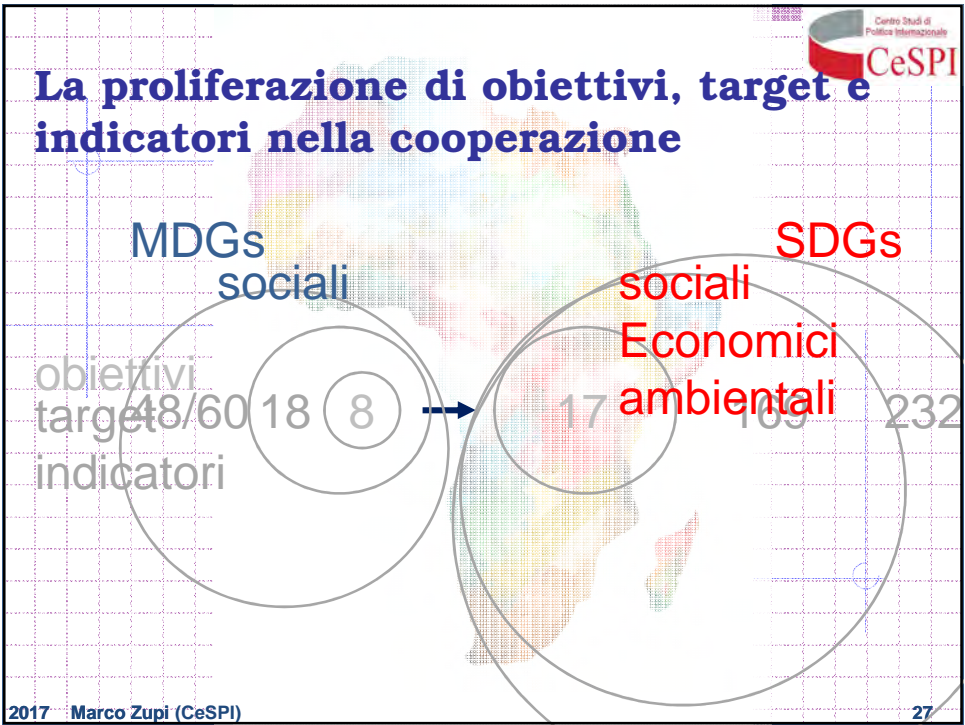 Centro Studi di
Politica Internazionale
CeSPI
La proliferazione di obiettivi, target e
indicatori nella cooperazione
MDGs
sociali
SDGs
sociali
Economici
ambientali
obiettivi
target
indicatori
48/60 18 8
17 169 232
2017 Marco Zupi (CeSPI) 27